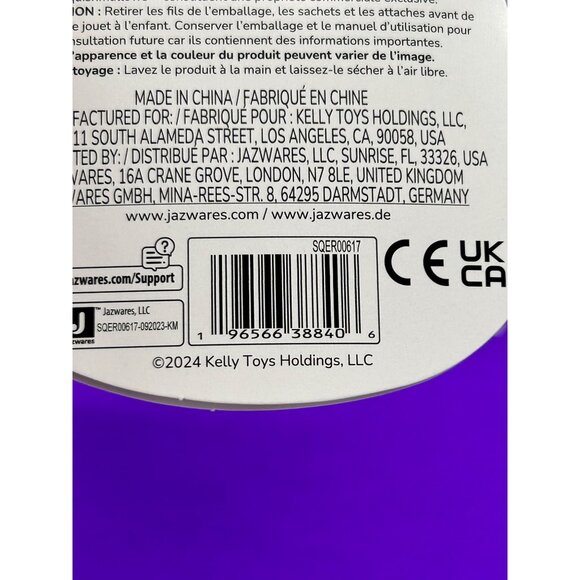 ION : Retirer les fils de l'emballage, les sachets et les attaches avant de
le jouet à l'enfant. Conserver l'emballage et le manuel d'utilisation pour
nsultation future car ils contiennent des informations importantes.
'apparence et la couleur du produit peuvent varier de l'image.
ttoyage : Lavez le produit à la main et laissez-le sécher à l'air libre.
MADE IN CHINA / FABRIQUÉ EN CHINE
FACTURED FOR: / FABRIQUÉ POUR : KELLY TOYS HOLDINGS, LLC,
11 SOUTH ALAMEDA STREET, LOS ANGELES, CA, 90058, USA
TED BY: / DISTRIBUÉ PAR : JAZWARES, LLC, SUNRISE, FL, 33326, USA
WARES, 16A CRANE GROVE, LONDON, N7 8LE, UNITED KINGDOM
WARES GMBH, MINA-REES-STR. 8, 64295 DARMSTADT, GERMANY
www.jazwares.com / www.jazwares.de
SQER00617
CE UK
CA
?
azwares.com/Support
™ Jazwares, LLC
SQER00617-092023-KM
J
azwares
1 96566 38840 6
©2024 Kelly Toys Holdings, LLC